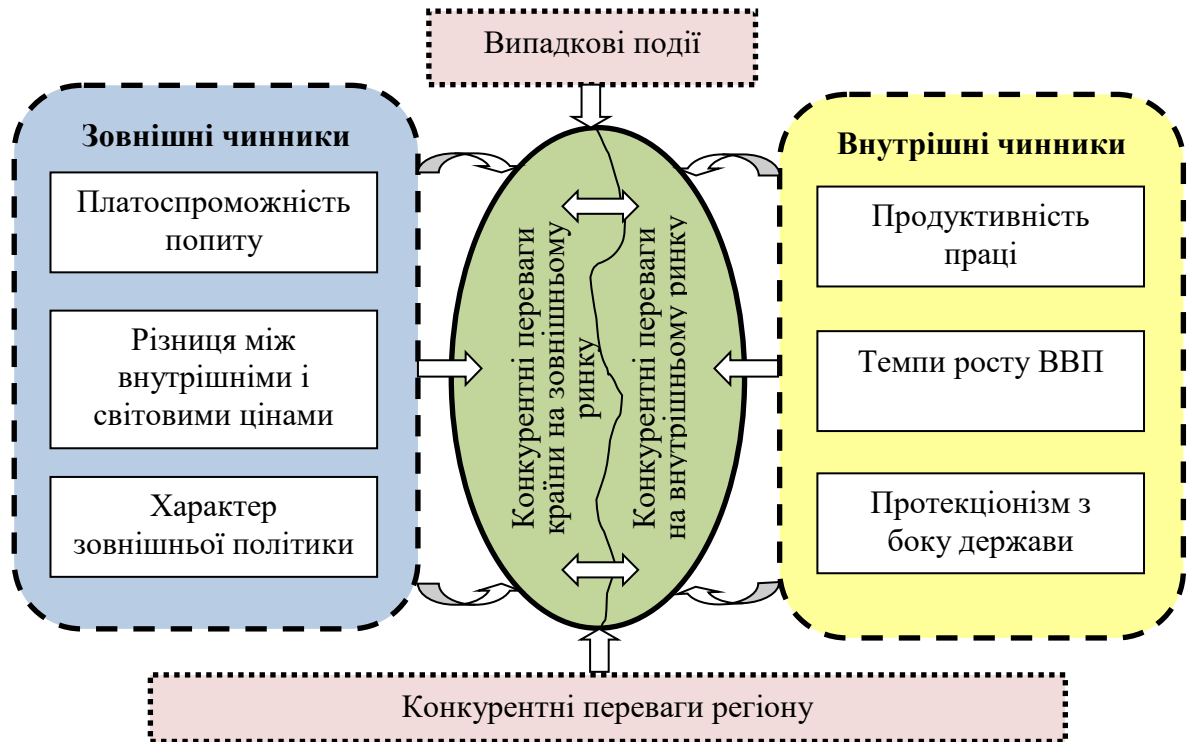 Випадкові події
Зовнішні чинники
Платоспроможність
попиту
Різниця між
внутрішніми і
світовими цінами
Характер
зовнішньої політики
Конкурентні переваги
країни на зовнішньому
ринку
Конкурентні переваги
на внутрішньому ринку
Внутрішні чинники
Продуктивність
праці
Темпи росту ВВП
Протекціонізм з
боку держави
Конкурентні переваги регіону